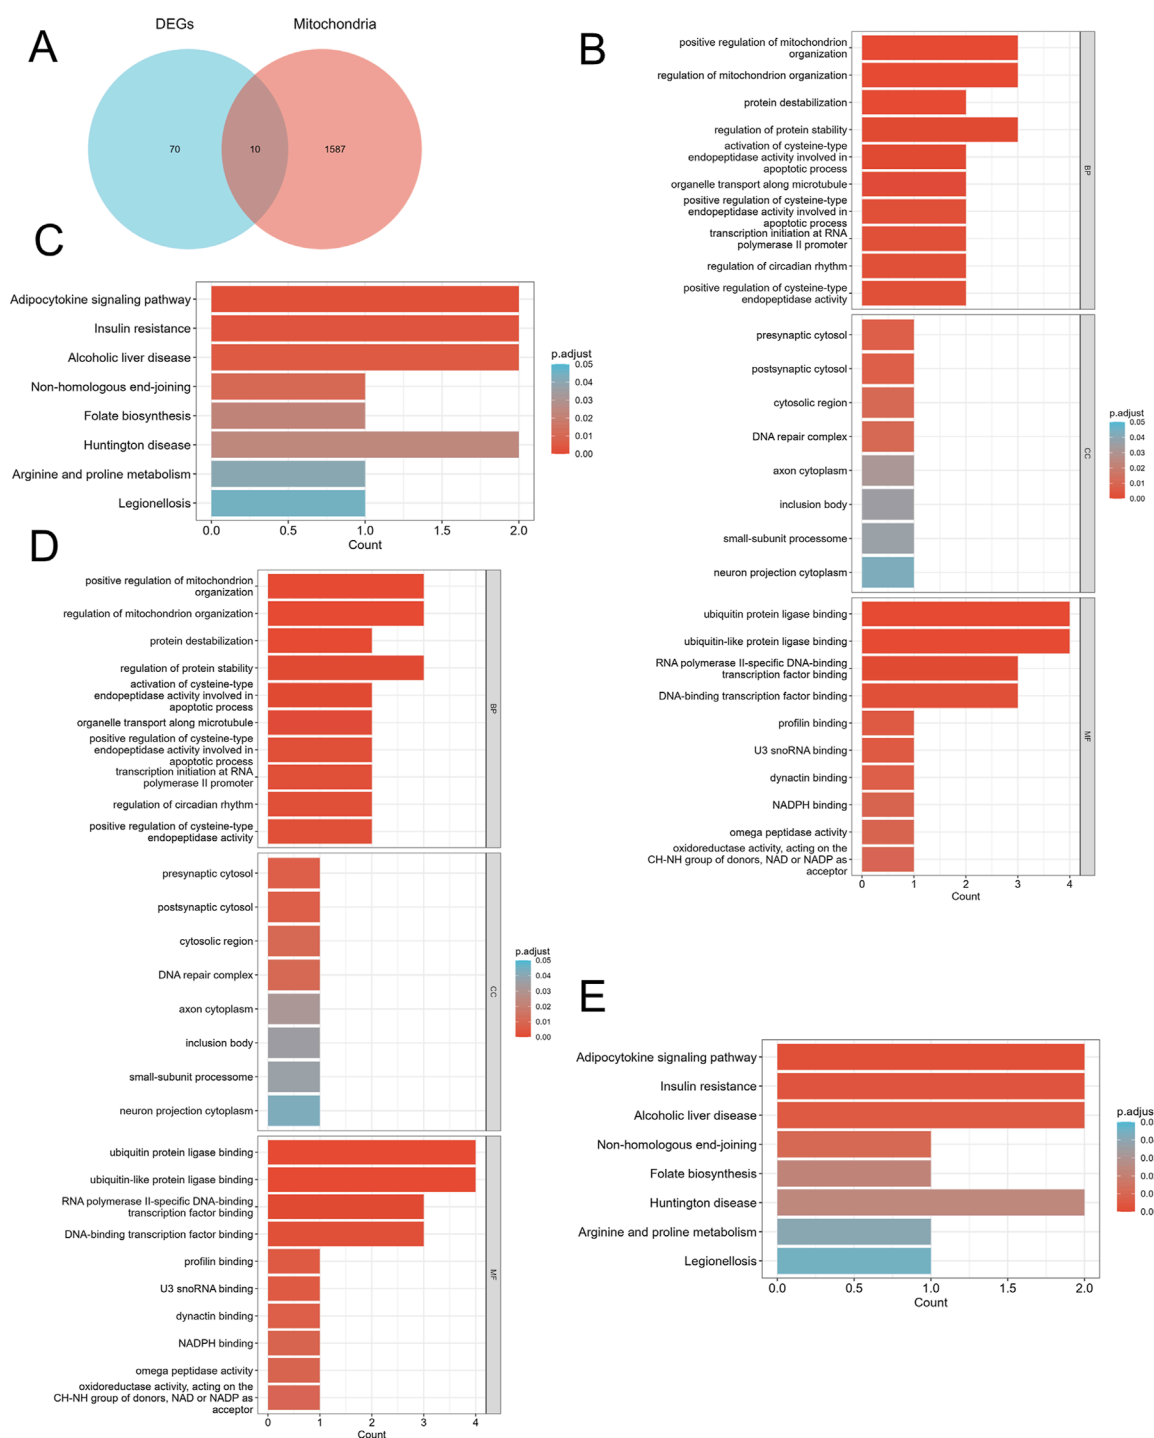 A
DEGs
Mitochondria
70
10
1587
B
positive regulation of mitochondrion
organization
regulation of mitochondrion organization
protein destabilization
regulation of protein stability
activation of cysteine-type
endopeptidase activity involved in
apoptotic process
organelle transport along microtubule
positive regulation of cysteine-type
endopeptidase activity involved in
apoptotic process
transcription initiation at RNA
polymerase II promoter
regulation of circadian rhythm
positive regulation of cysteine-type
endopeptidase activity
BP
presynaptic cytosol
postsynaptic cytosol
cytosolic region
DNA repair complex
axon cytoplasm
inclusion body
small-subunit processome
neuron projection cytoplasm
CC
ubiquitin protein ligase binding
ubiquitin-like protein ligase binding
RNA polymerase II-specific DNA-binding
transcription factor binding
DNA-binding transcription factor binding
profilin binding
U3 snoRNA binding
dynactin binding
NADPH binding
omega peptidase activity
oxidoreductase activity, acting on the
CH-NH group of donors, NAD or NADP as
acceptor
MF
0 1 2 3 4
Count
p.adjust
0.05
0.04
0.03
0.02
0.01
0.00
C
Adipocytokine signaling pathway
Insulin resistance
Alcoholic liver disease
Non-homologous end-joining
Folate biosynthesis
Huntington disease
Arginine and proline metabolism
Legionellosis
0.0 0.5 1.0 1.5 2.0
Count
p.adjust
0.05
0.04
0.03
0.02
0.01
0.00
D
positive regulation of mitochondrion
organization
regulation of mitochondrion organization
protein destabilization
regulation of protein stability
activation of cysteine-type
endopeptidase activity involved in
apoptotic process
organelle transport along microtubule
positive regulation of cysteine-type
endopeptidase activity involved in
apoptotic process
transcription initiation at RNA
polymerase II promoter
regulation of circadian rhythm
positive regulation of cysteine-type
endopeptidase activity
BP
presynaptic cytosol
postsynaptic cytosol
cytosolic region
DNA repair complex
axon cytoplasm
inclusion body
small-subunit processome
neuron projection cytoplasm
CC
ubiquitin protein ligase binding
ubiquitin-like protein ligase binding
RNA polymerase II-specific DNA-binding
transcription factor binding
DNA-binding transcription factor binding
profilin binding
U3 snoRNA binding
dynactin binding
NADPH binding
omega peptidase activity
oxidoreductase activity, acting on the
CH-NH group of donors, NAD or NADP as
acceptor
MF
0 1 2 3 4
Count
p.adjust
0.05
0.04
0.03
0.02
0.01
0.00
E
Adipocytokine signaling pathway
Insulin resistance
Alcoholic liver disease
Non-homologous end-joining
Folate biosynthesis
Huntington disease
Arginine and proline metabolism
Legionellosis
0.0 0.5 1.0 1.5 2.0
Count
p.adjus
0.0
0.0
0.0
0.0
0.0
0.0